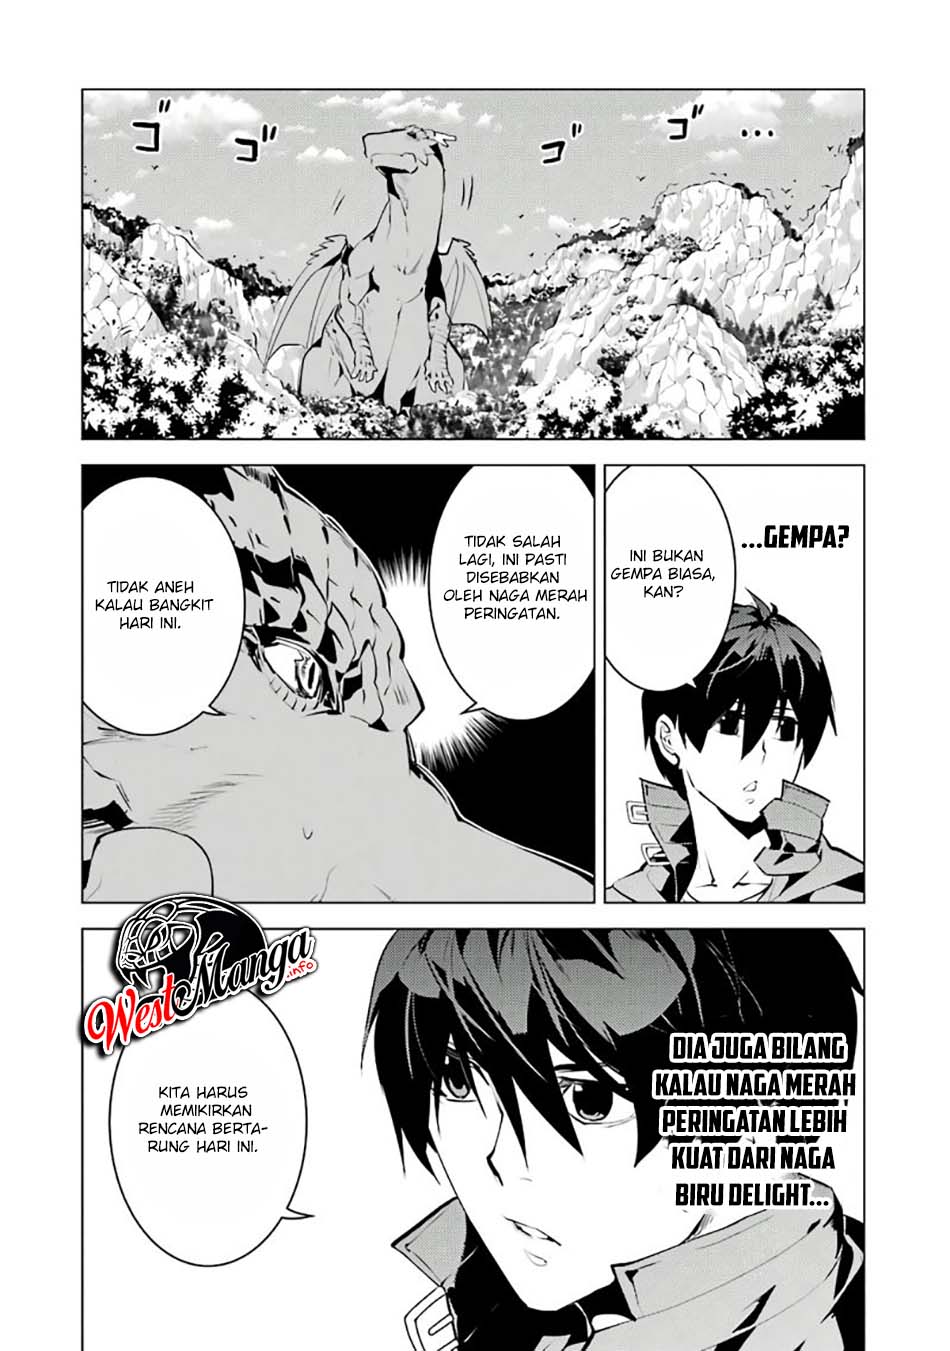 ゴ
ゴ
ゴ
ゴ
...
...GEMPA?
INI BUKAN
GEMPA BIASA,
KAN?
TIDAK SALAH
LAGI, INI PASTI
DISEBABKAN
OLEH NAGA MERAH
PERINGATAN.
TIDAK ANEH
KALAU BANGKIT
HARI INI.
DIA JUGA BILANG
KALAU NAGA MERAH
PERINGATAN LEBIH
KUAT DARI NAGA
BIRU DELIGHT...
KITA HARUS
MEMIKIRKAN
RENCANA BERTA-
RUNG HARI INI.
WestManga
.info